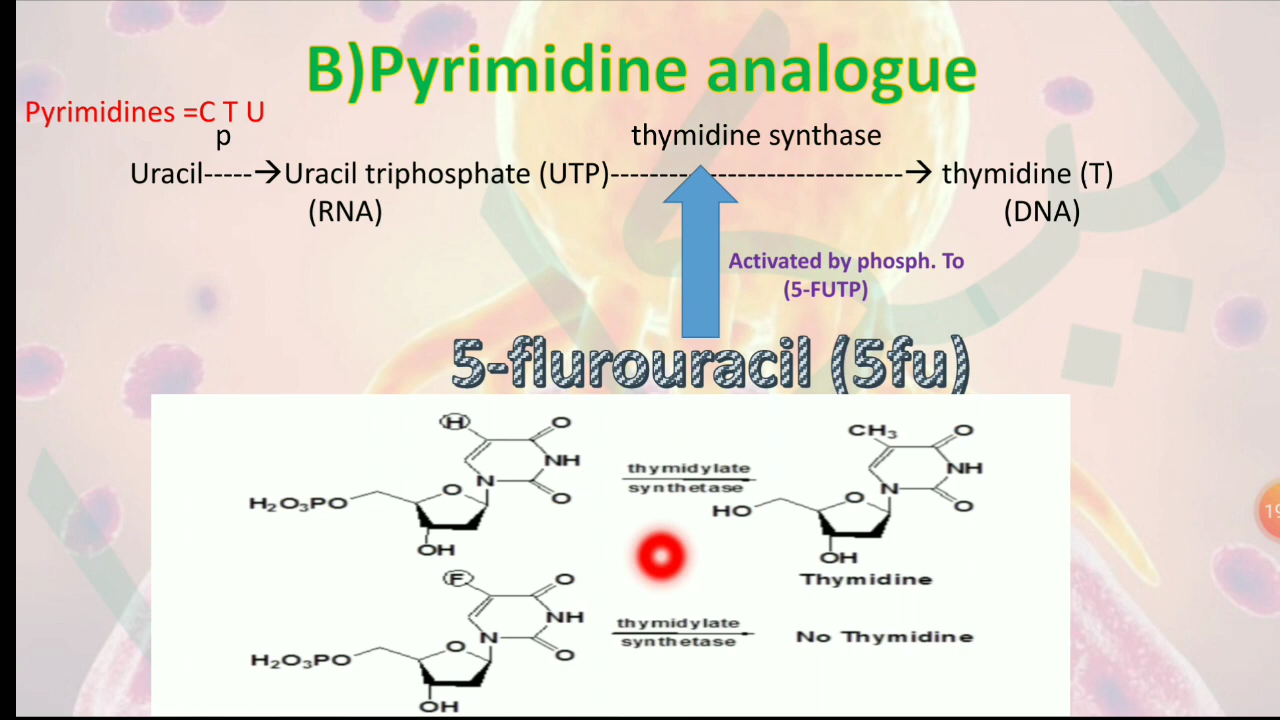 B)Pyrimidine analogue
Pyrimidines =C T U
p
thymidine synthase
Uracil-----→Uracil triphosphate (UTP)------------------------------→ thymidine (T)
(RNA)
(DNA)
Activated by phosph. To
(5-FUTP)
5-flurouracil (5fu)
H
O
NH
N
O
O
H₂O₃PO
OH
thymidylate
synthetase
CH₃
O
NH
N
O
O
HO
OH
Thymidine
F
O
NH
N
O
O
H₂O₃PO
OH
thymidylate
synthetase
No Thymidine
19